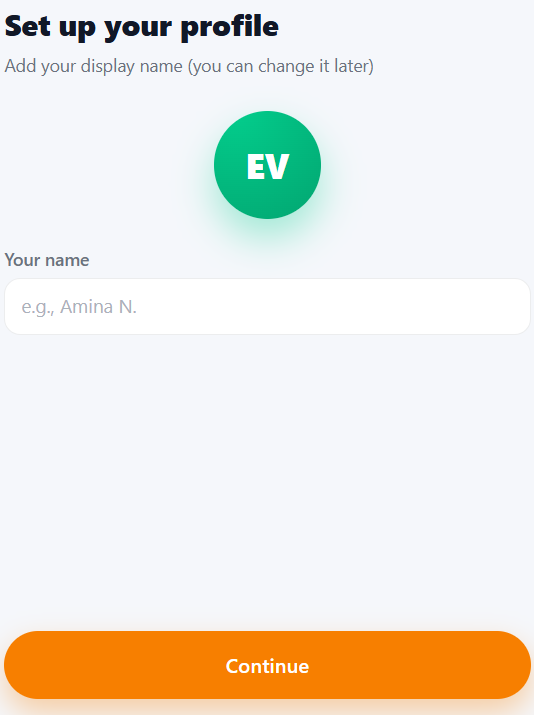 Set up your profile
Add your display name (you can change it later)
EV
Your name
e.g., Amina N.
Continue